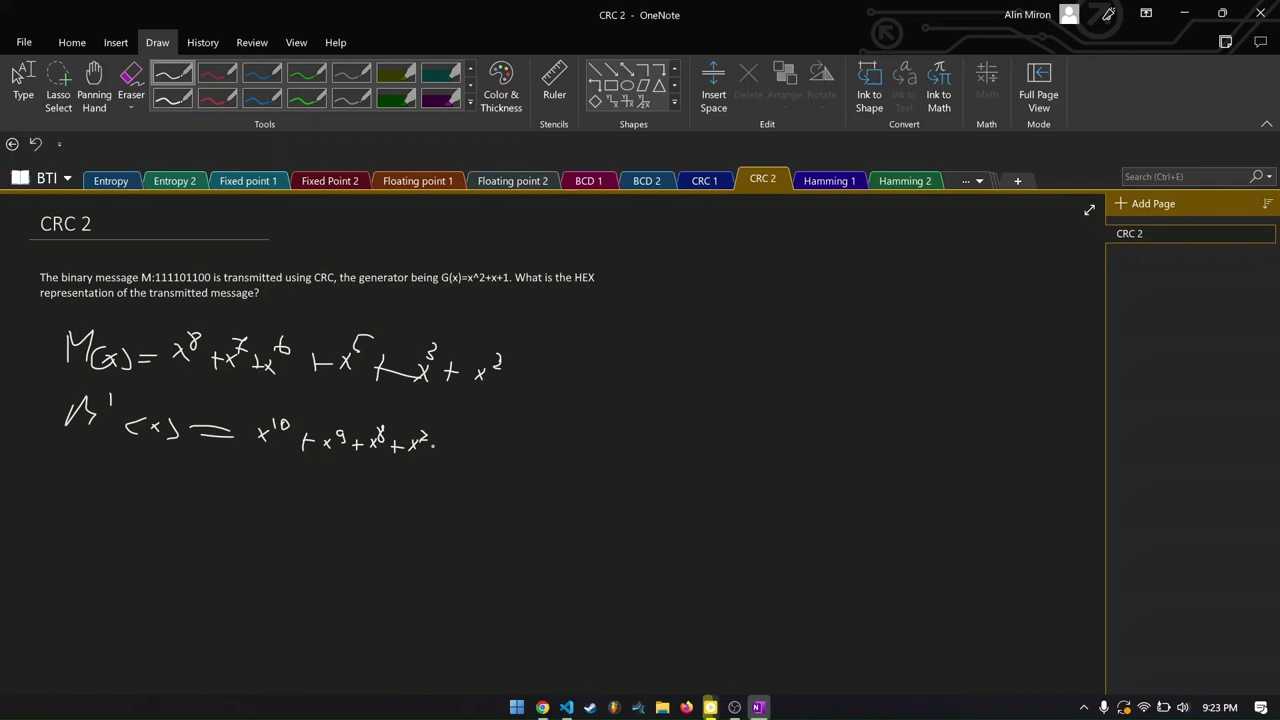 CRC 2 - OneNote
Alin Miron
File Home Insert Draw History Review View Help
Type Lasso Select Panning Hand Eraser Color & Thickness Ruler Insert Space Delete Arrange Rotate Ink to Shape Ink to Text Ink to Math Math Full Page View
Tools Stencils Shapes Edit Convert Math Mode
BTI Entropy Entropy 2 Fixed point 1 Fixed Point 2 Floating point 1 Floating point 2 BCD 1 BCD 2 CRC 1 CRC 2 Hamming 1 Hamming 2 ... + Search (Ctrl+E)
+ Add Page
CRC 2
CRC 2
The binary message M:111101100 is transmitted using CRC, the generator being G(x)=x^2+x+1. What is the HEX
representation of the transmitted message?
M(x) = x^8 + x^7 + x^6 + x^5 + x^3 + x^2
M'(x) = x^10 + x^9 + x^8 + x^7
9:23 PM